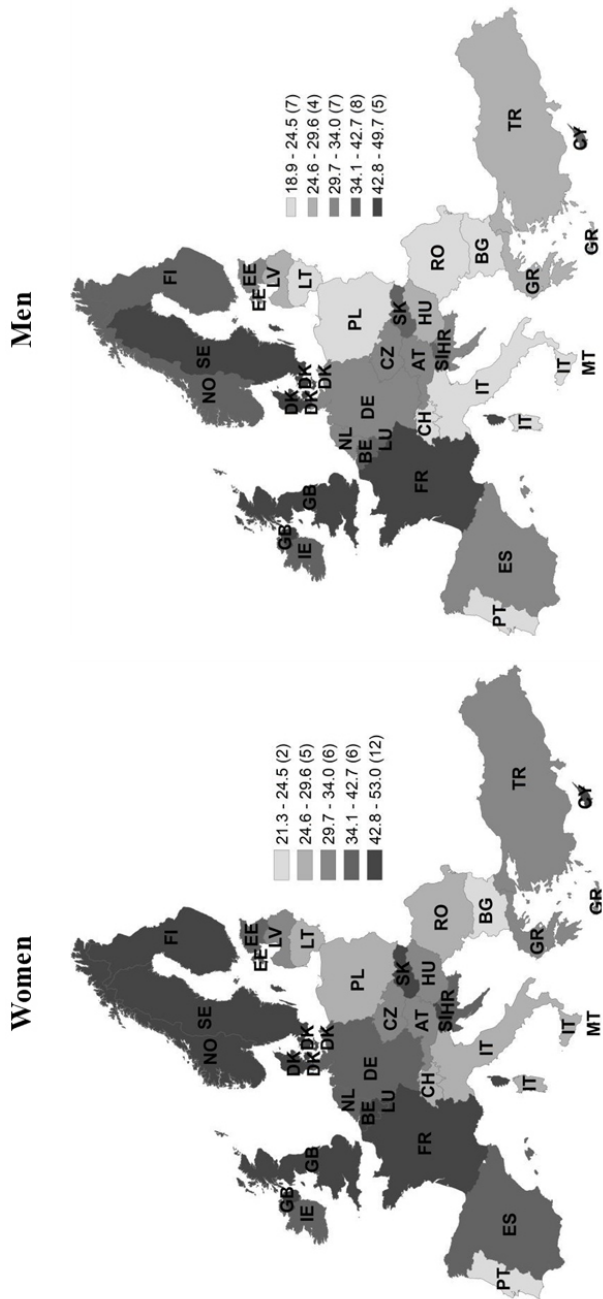 Women
21.3 - 24.5 (2)
24.6 - 29.6 (5)
29.7 - 34.0 (6)
34.1 - 42.7 (6)
42.8 - 53.0 (12)
NO
SE
FI
EE
EE
LV
LT
DK
DK
DK
DK
GB
GB
IE
NL
BE
LU
DE
PL
CZ
SK
AT
HU
CH
SI
HR
RO
BG
FR
IT
IT
IT
MT
ES
PT
GR
GR
TR
CY
Men
18.9 - 24.5 (7)
24.6 - 29.6 (4)
29.7 - 34.0 (7)
34.1 - 42.7 (8)
42.8 - 49.7 (5)
NO
SE
FI
EE
EE
LV
LT
DK
DK
DK
DK
GB
GB
IE
NL
BE
LU
DE
PL
CZ
SK
AT
HU
CH
SI
HR
RO
BG
FR
IT
IT
IT
MT
ES
PT
GR
GR
TR
CY